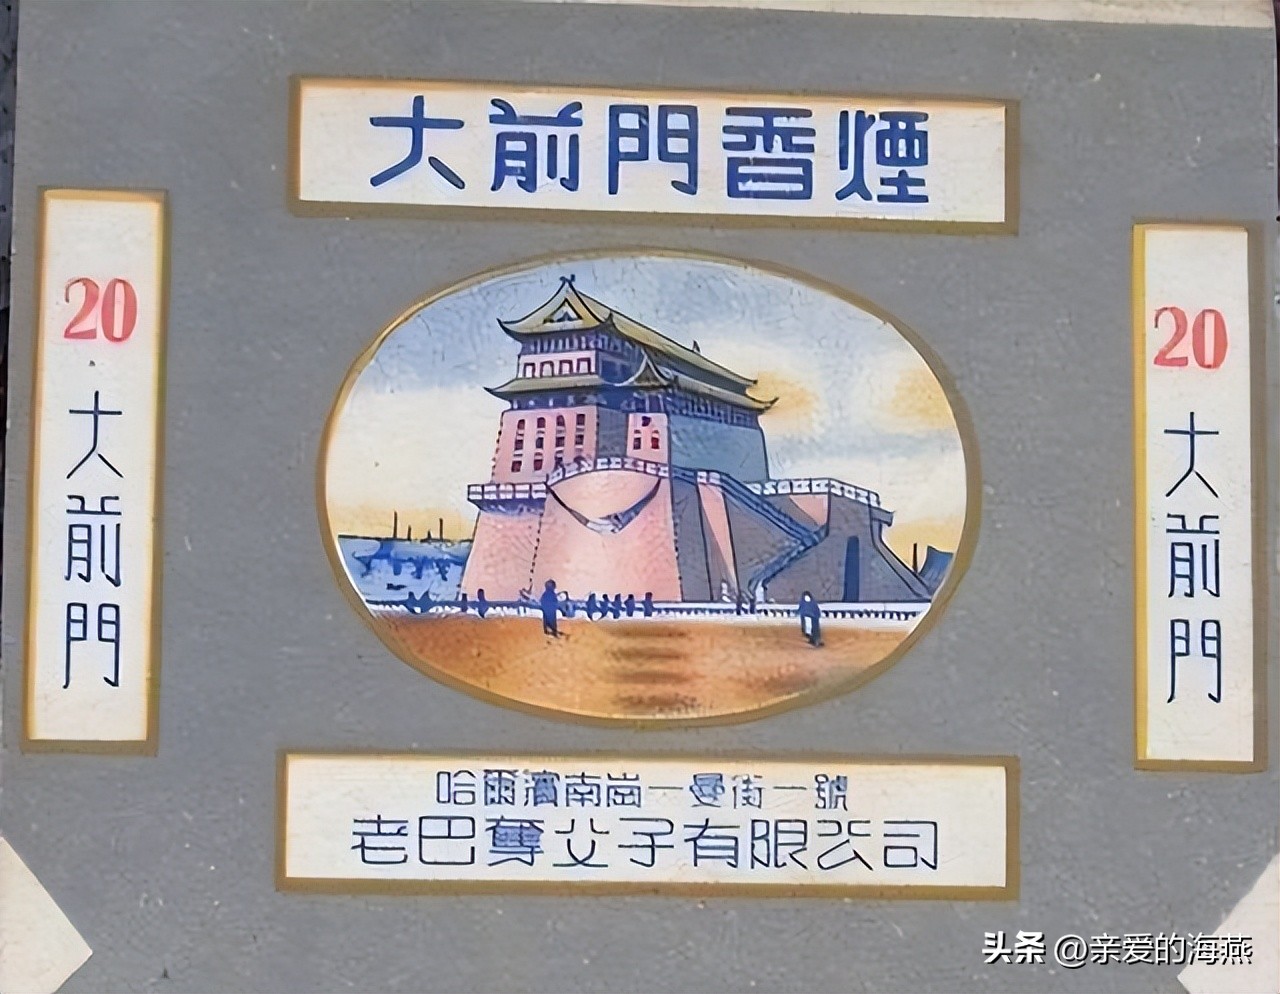 大前門香煙
20
大前門
20
大前門
哈爾濱南崗一曼街一號
老巴奪父子有限公司
头条 @亲爱的海燕